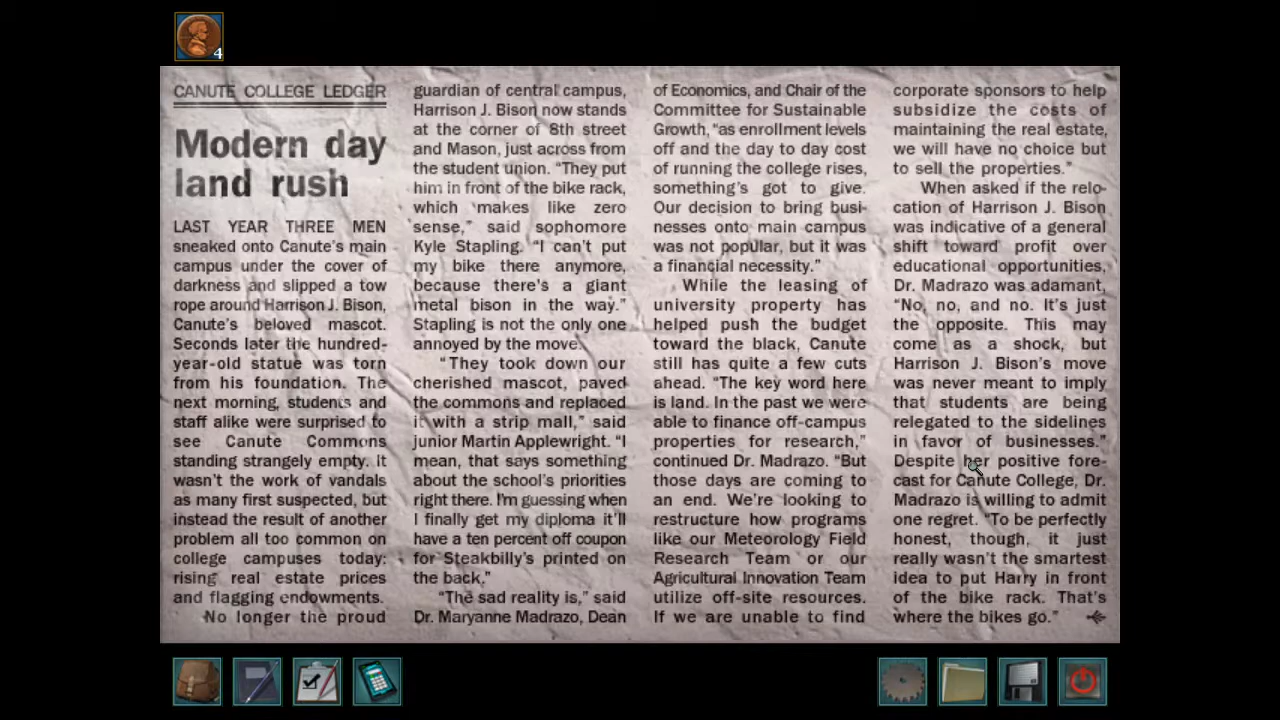 4
CANUTE COLLEGE LEDGER
Modern day
land rush
LAST YEAR THREE MEN
sneaked onto Canute's main
campus under the cover of
darkness and slipped a tow
rope around Harrison J. Bison,
Canute's beloved mascot.
Seconds later the hundred-
year-old statue was torn
from his foundation. The
next morning, students and
staff alike were surprised to
see Canute Commons
standing strangely empty. It
wasn't the work of vandals
as many first suspected, but
instead the result of another
problem all too common on
college campuses today:
rising real estate prices
and flagging endowments.
No longer the proud
guardian of central campus,
Harrison J. Bison now stands
at the corner of 8th street
and Mason, just across from
the student union. "They put
him in front of the bike rack,
which makes like zero
sense," said sophomore
Kyle Stapling. "I can't put
my bike there anymore,
because there's a giant
metal bison in the way."
Stapling is not the only one
annoyed by the move.
"They took down our
cherished mascot, paved
the commons and replaced
it with a strip mall," said
junior Martin Applewright. "I
mean, that says something
about the school's priorities
right there. I'm guessing when
I finally get my diploma it'll
have a ten percent off coupon
for Steakbilly's printed on
the back."
"The sad reality is," said
Dr. Maryanne Madrazo, Dean
of Economics, and Chair of the
Committee for Sustainable
Growth, "as enrollment levels
off and the day to day cost
of running the college rises,
something's got to give.
Our decision to bring busi-
nesses onto main campus
was not popular, but it was
a financial necessity."
While the leasing of
university property has
helped push the budget
toward the black, Canute
still has quite a few cuts
ahead. "The key word here
is land. In the past we were
able to finance off-campus
properties for research,"
continued Dr. Madrazo. "But
those days are coming to
an end. We're looking to
restructure how programs
like our Meteorology Field
Research Team or our
Agricultural Innovation Team
utilize off-site resources.
If we are unable to find
corporate sponsors to help
subsidize the costs of
maintaining the real estate,
we will have no choice but
to sell the properties."
When asked if the relo-
cation of Harrison J. Bison
was indicative of a general
shift toward profit over
educational opportunities,
Dr. Madrazo was adamant,
"No, no, and no. It's just
the opposite. This may
come as a shock, but
Harrison J. Bison's move
was never meant to imply
that students are being
relegated to the sidelines
in favor of businesses."
Despite her positive fore-
cast for Canute College, Dr.
Madrazo is willing to admit
one regret. "To be perfectly
honest, though, it just
really wasn't the smartest
idea to put Harry in front
of the bike rack. That's
where the bikes go."